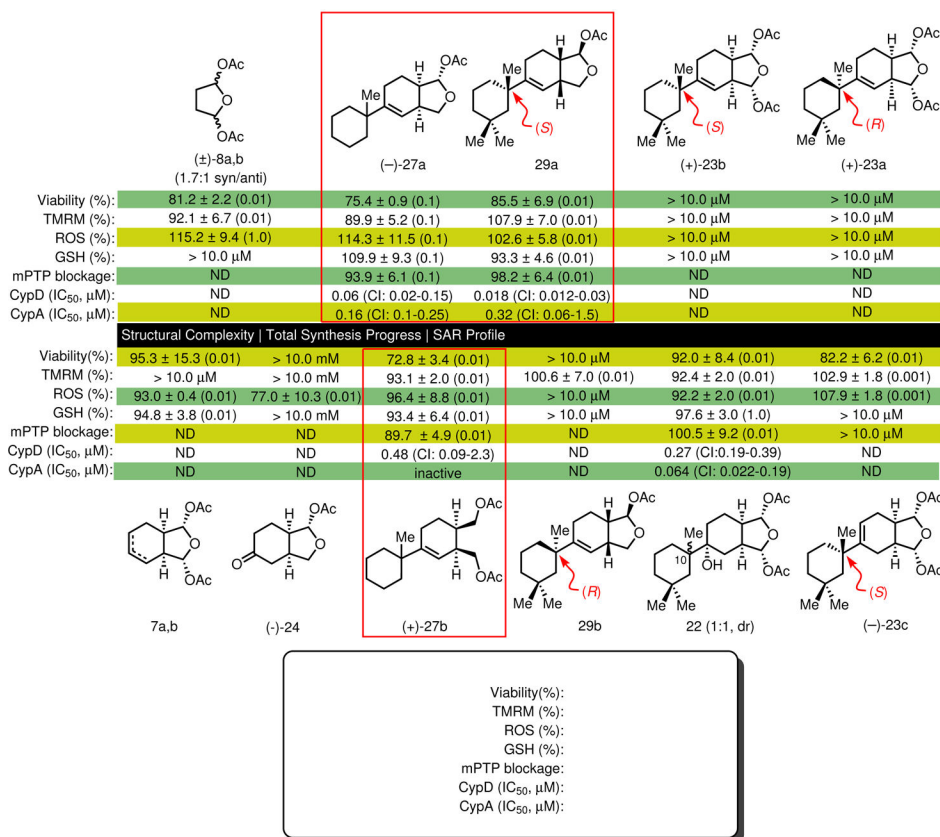 OAc
AcO
O
OAc
OAc
OAc
OAc
O
O
O
O
Me
Me
Me
Me
H
H
H
H
H
H
H
H
OAc
OAc
Me
Me
Me
Me
Me
Me
(S)
(S)
(R)
(±)-8a,b
(1.7:1 syn/anti)
(–)-27a
29a
(+)-23b
(+)-23a
Viability (%): 81.2 ± 2.2 (0.01) 75.4 ± 0.9 (0.1) 85.5 ± 6.9 (0.01) > 10.0 µM > 10.0 µM
TMRM (%): 92.1 ± 6.7 (0.01) 89.9 ± 5.2 (0.1) 107.9 ± 7.0 (0.01) > 10.0 µM > 10.0 µM
ROS (%): 115.2 ± 9.4 (1.0) 114.3 ± 11.5 (0.1) 102.6 ± 5.8 (0.01) > 10.0 µM > 10.0 µM
GSH (%): > 10.0 µM 109.9 ± 9.3 (0.1) 93.3 ± 4.6 (0.01) > 10.0 µM > 10.0 µM
mPTP blockage: ND 93.9 ± 6.1 (0.1) 98.2 ± 6.4 (0.01) ND ND
CypD (IC50, µM): ND 0.06 (CI: 0.02-0.15) 0.018 (CI: 0.012-0.03) ND ND
CypA (IC50, µM): ND 0.16 (CI: 0.1-0.25) 0.32 (CI: 0.06-1.5) ND ND
Structural Complexity | Total Synthesis Progress | SAR Profile
Viability(%): 95.3 ± 15.3 (0.01) > 10.0 mM 72.8 ± 3.4 (0.01) > 10.0 µM 92.0 ± 8.4 (0.01) 82.2 ± 6.2 (0.01)
TMRM (%): > 10.0 µM > 10.0 mM 93.1 ± 2.0 (0.01) 100.6 ± 7.0 (0.01) 92.4 ± 2.0 (0.01) 102.9 ± 1.8 (0.001)
ROS (%): 93.0 ± 0.4 (0.01) 77.0 ± 10.3 (0.01) 96.4 ± 8.8 (0.01) > 10.0 µM 92.2 ± 2.0 (0.01) 107.9 ± 1.8 (0.001)
GSH (%): 94.8 ± 3.8 (0.01) > 10.0 mM 93.4 ± 6.4 (0.01) > 10.0 µM 97.6 ± 3.0 (1.0) > 10.0 µM
mPTP blockage: ND ND 89.7 ± 4.9 (0.01) ND 100.5 ± 9.2 (0.01) > 10.0 µM
CypD (IC50, µM): ND ND 0.48 (CI: 0.09-2.3) ND 0.27 (CI:0.19-0.39) ND
CypA (IC50, µM): ND ND inactive ND 0.064 (CI: 0.022-0.19) ND
OAc
OAc
OAc
OAc
OAc
OAc
H
H
H
H
H
H
H
H
H
H
H
H
O
O
O
O
O
O
Me
Me
Me
Me
10
OH
OAc
OAc
OAc
OAc
Me
Me
Me
Me
Me
Me
(R)
(S)
7a,b
(-)-24
(+)-27b
29b
22 (1:1, dr)
(–)-23c
Viability(%):
TMRM (%):
ROS (%):
GSH (%):
mPTP blockage:
CypD (IC50, µM):
CypA (IC50, µM):